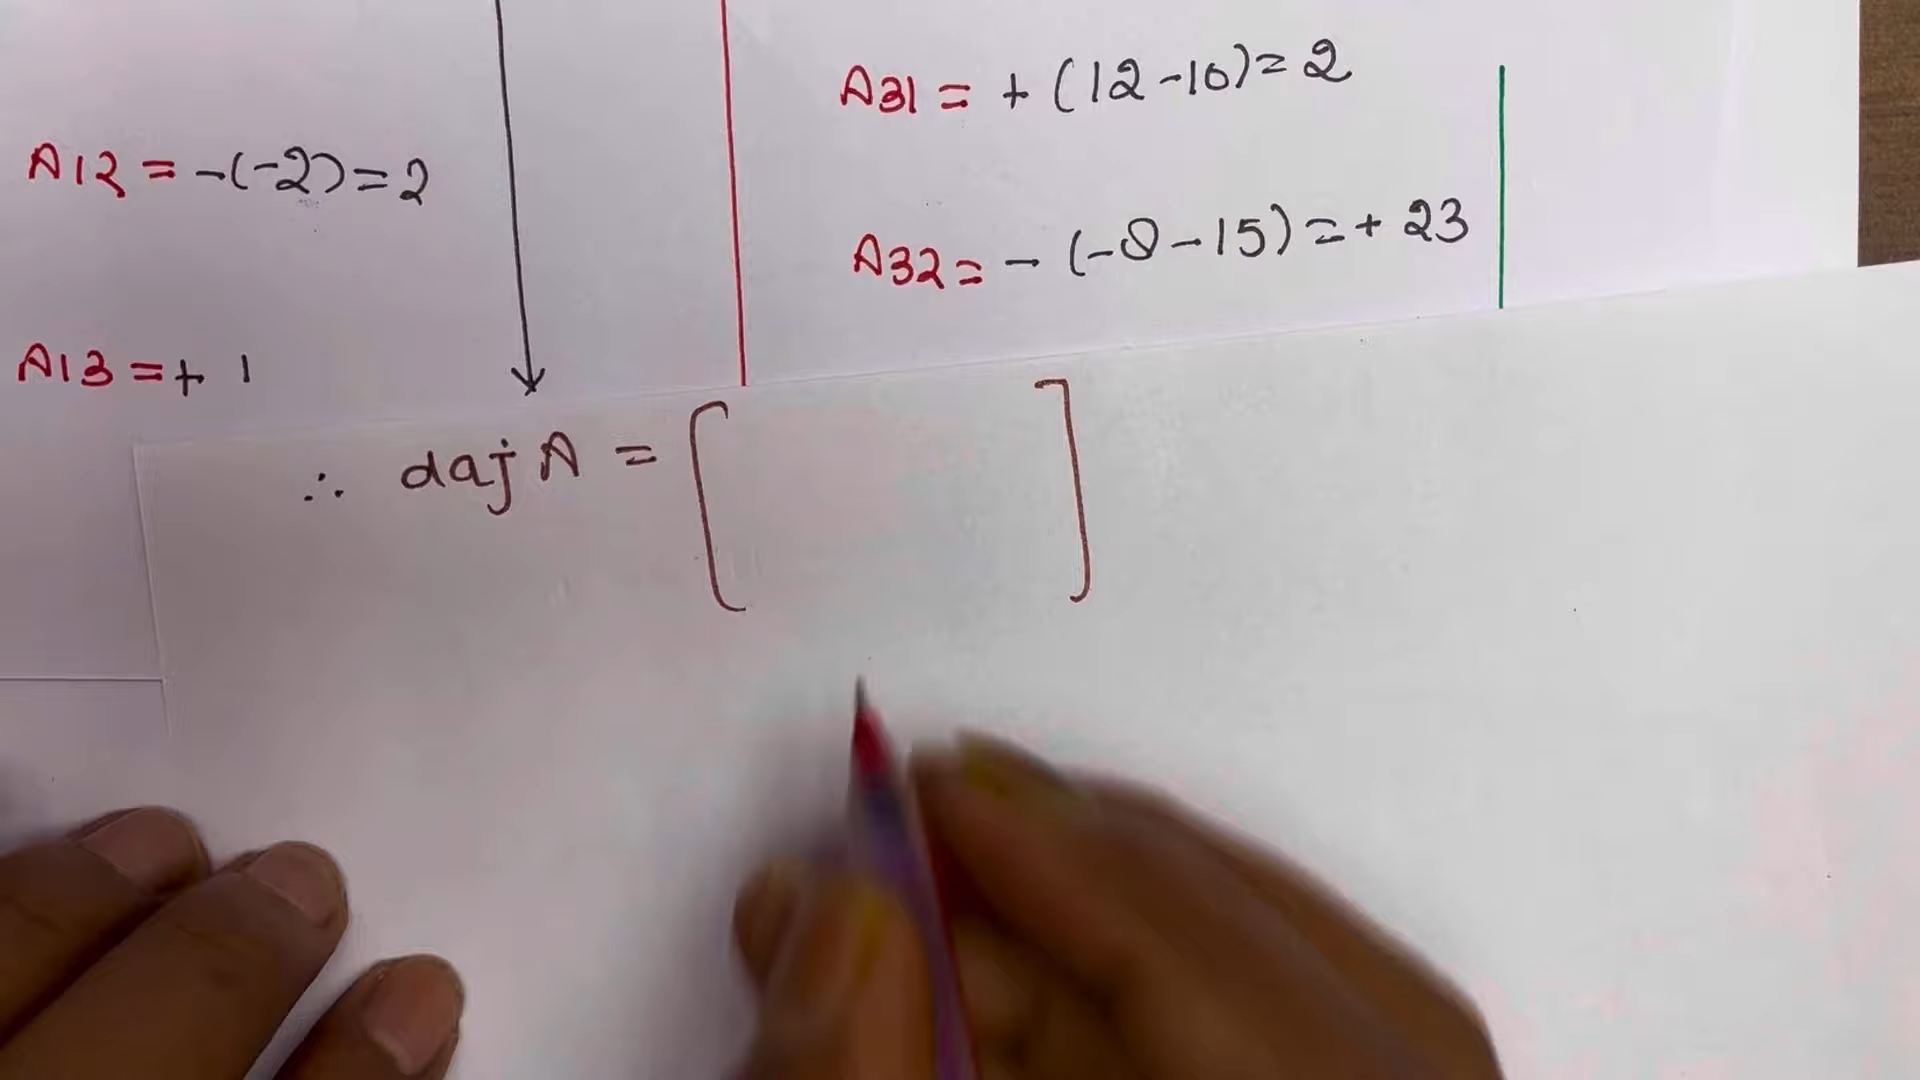 A31 = + (12 - 10) = 2
A12 = -(-2) = 2
A32 = - (-8 - 15) = + 23
A13 = + 1
∴ daj A = [ ]